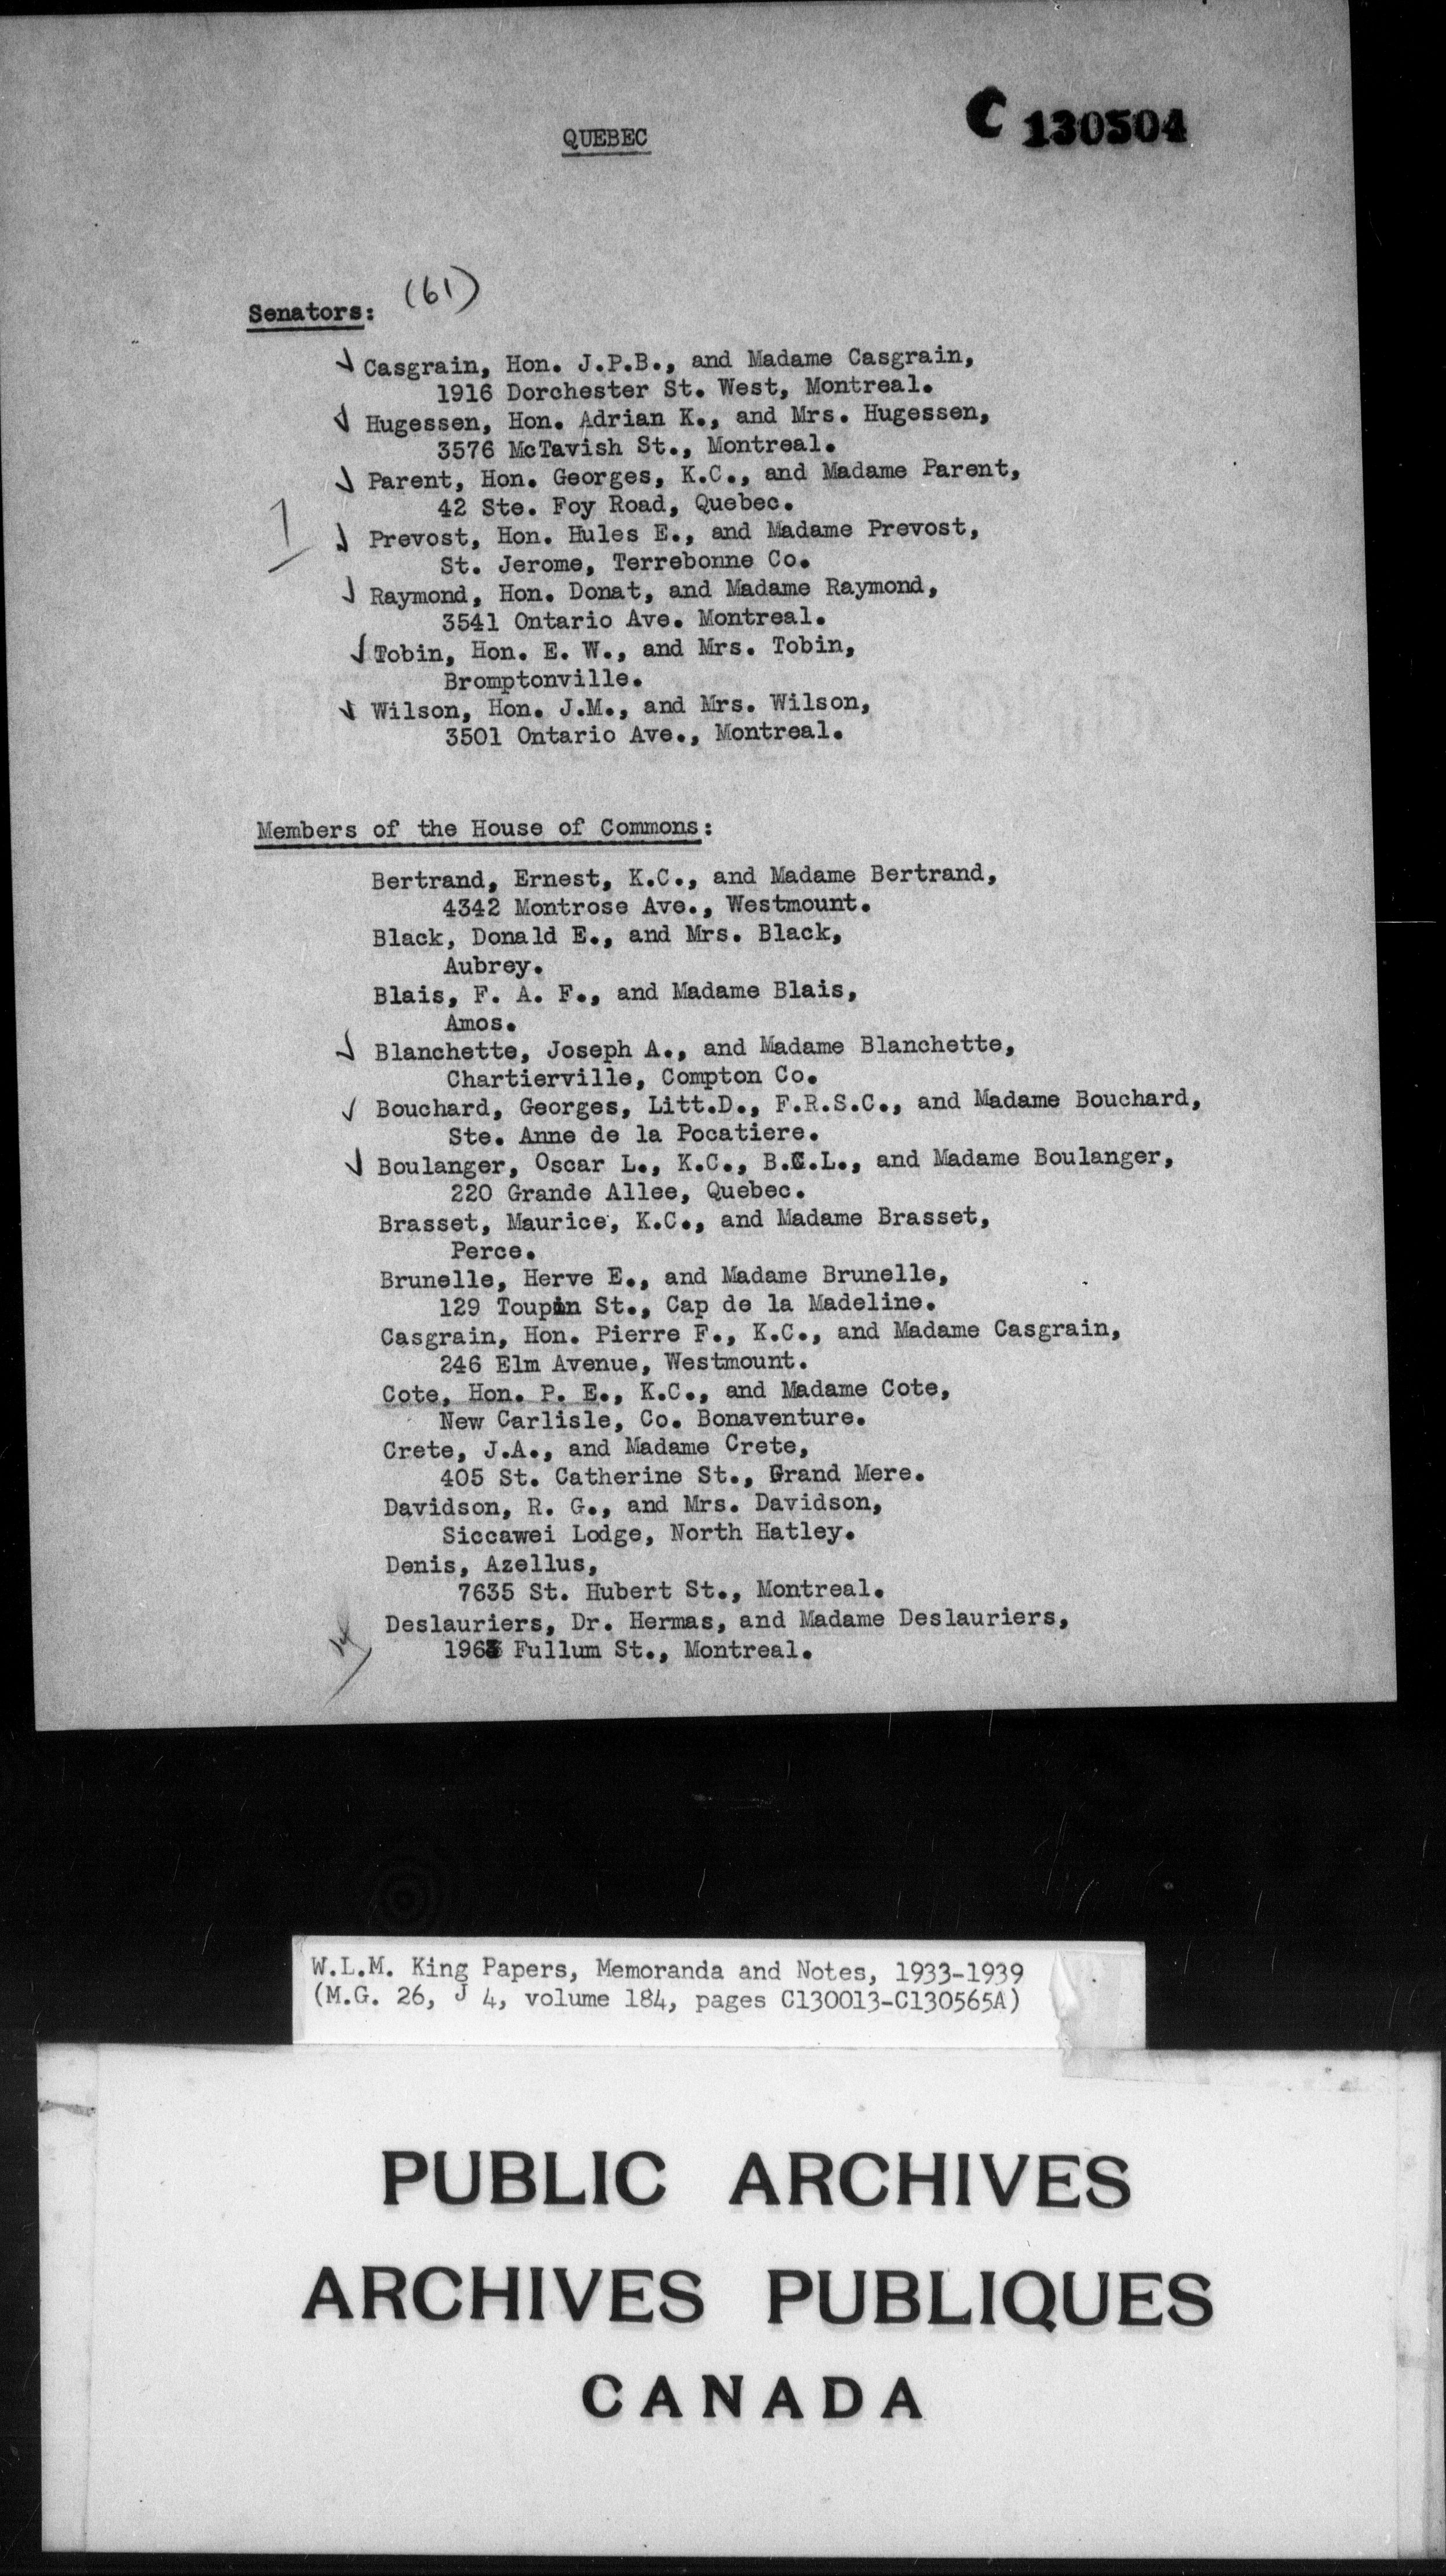 QUEBEC
C 130504
(61)
Senators:
Casgrain, Hon. J.P.B., and Madame Casgrain,
1916 Dorchester St. West, Montreal.
Hugessen, Hon. Adrian K., and Mrs. Hugessen,
3576 McTavish St., Montreal.
Parent, Hon. Georges, K.C., and Madame Parent,
42 Ste. Foy Road, Quebec.
Prevost, Hon. Hules E., and Madame Prevost,
St. Jerome, Terrebonne Co.
Raymond, Hon. Donat, and Madame Raymond,
3541 Ontario Ave. Montreal.
Tobin, Hon. E. W., and Mrs. Tobin,
Bromptonville.
Wilson, Hon. J.M., and Mrs. Wilson,
3501 Ontario Ave., Montreal.
Members of the House of Commons:
Bertrand, Ernest, K.C., and Madame Bertrand,
4342 Montrose Ave., Westmount.
Black, Donald E., and Mrs. Black,
Aubrey.
Blais, F. A. F., and Madame Blais,
Amos.
Blanchette, Joseph A., and Madame Blanchette,
Chartierville, Compton Co.
Bouchard, Georges, Litt.D., F.R.S.C., and Madame Bouchard,
Ste. Anne de la Pocatiere.
Boulanger, Oscar L., K.C., B.C.L., and Madame Boulanger,
220 Grande Allee, Quebec.
Brasset, Maurice, K.C., and Madame Brasset,
Perce.
Brunelle, Herve E., and Madame Brunelle,
129 Toupin St., Cap de la Madeline.
Casgrain, Hon. Pierre F., K.C., and Madame Casgrain,
246 Elm Avenue, Westmount.
Cote, Hon. P. E., K.C., and Madame Cote,
New Carlisle, Co. Bonaventure.
Crete, J.A., and Madame Crete,
405 St. Catherine St., Grand Mere.
Davidson, R. G., and Mrs. Davidson,
Siccawei Lodge, North Hatley.
Denis, Azellus,
7635 St. Hubert St., Montreal.
Deslauriers, Dr. Hermas, and Madame Deslauriers,
Fullum St., Montreal.
W.L.M. King Papers, Memoranda and Notes, 1933-1939
(M.G. 26, J 4, volume 184, pages C130013-C130565A)
PUBLIC ARCHIVES
ARCHIVES PUBLIQUES
CANADA